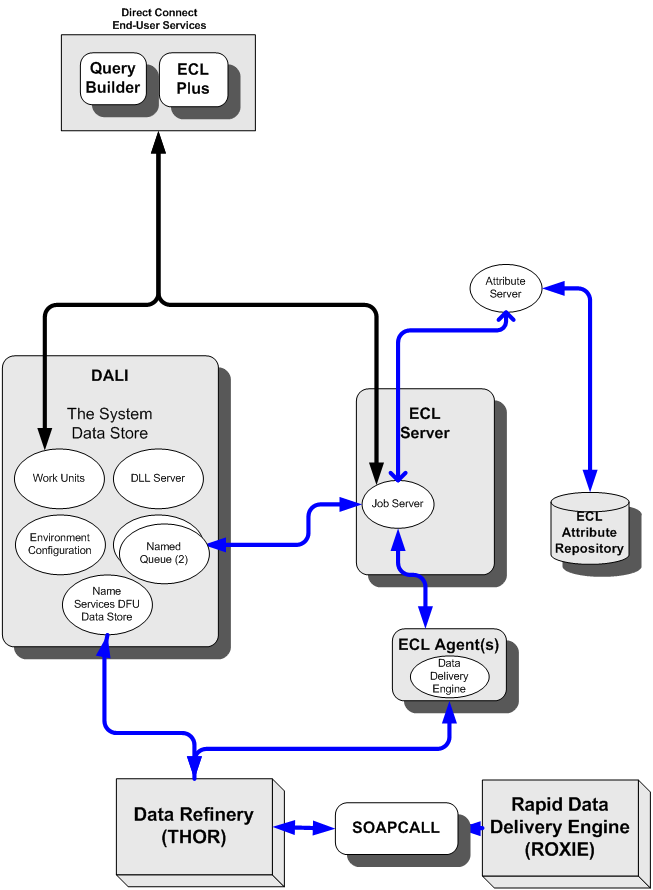 Direct Connect
End-User Services
Query
Builder
ECL
Plus
Attribute
Server
DALI
The System
Data Store
Work Units
DLL Server
Environment
Configuration
Named
Queue (2)
Name
Services DFU
Data Store
ECL
Server
Job Server
ECL
Attribute
Repository
ECL Agent(s)
Data
Delivery
Engine
Data Refinery
(THOR)
SOAPCALL
Rapid Data
Delivery Engine
(ROXIE)